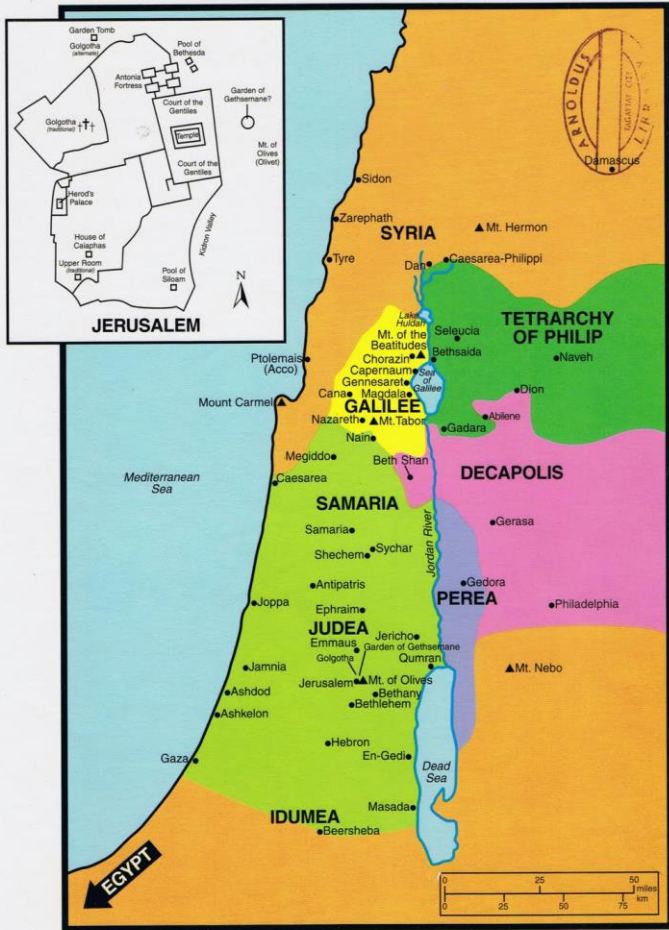 Garden Tomb
Golgotha
(alternate)
Pool of
Bethesda
Antonia
Fortress
Court of the
Gentiles
Garden of
Gethsemane?
Golgotha
(traditional)
Temple
Mt. of
Olives
(Olivet)
Court of the
Gentiles
Herod's
Palace
House of
Caiaphas
Upper Room
(traditional)
Pool of
Siloam
Kidron Valley
N
JERUSALEM
ARNOLDUS
TAGAYTAY CITY
LIBRARY
Damascus
Sidon
Zarephath
SYRIA
Mt. Hermon
Tyre
Dan
Caesarea-Philippi
Lake
Huldan
TETRARCHY
OF PHILIP
Seleucia
Mt. of the
Beatitudes
Ptolemais
(Acco)
Chorazin
Bethsaida
Naveh
Capernaum
Gennesaret
Sea
of
Galilee
Cana
Magdala
Dion
Mount Carmel
GALILEE
Abilene
Nazareth
Mt. Tabor
Gadara
Nain
Megiddo
Beth Shan
DECAPOLIS
Mediterranean
Sea
Caesarea
SAMARIA
Samaria
Gerasa
Jordan River
Sychar
Shechem
Antipatris
Gedora
PEREA
Joppa
Ephraim
Philadelphia
JUDEA
Jericho
Emmaus
Garden of Gethsemane
Golgotha
Qumran
Jamnia
Mt. Nebo
Jerusalem
Mt. of Olives
Ashdod
Bethany
Bethlehem
Ashkelon
Hebron
Gaza
En-Gedi
Dead
Sea
Masada
IDUMEA
Beersheba
EGYPT
0 25 50
miles
km
0 25 50 75